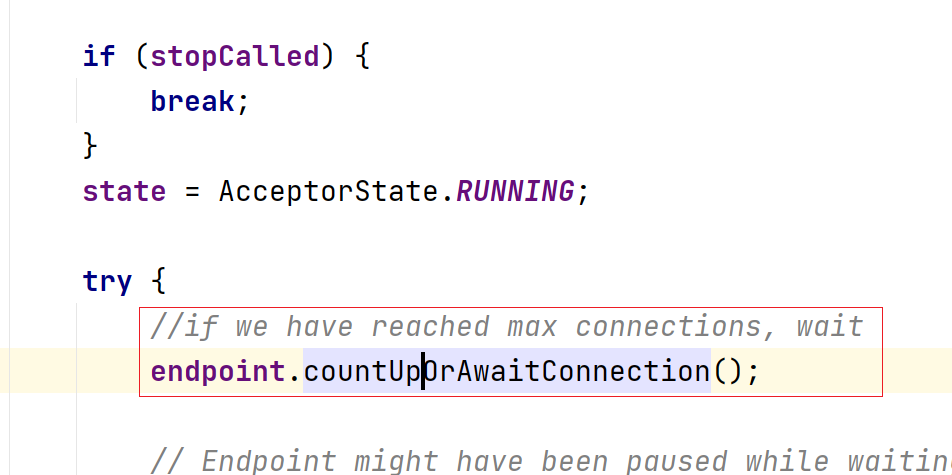 if (stopCalled) {
break;
}
state = AcceptorState.RUNNING;
try {
//if we have reached max connections, wait
endpoint.countUpOrAwaitConnection();
// Endpoint might have been paused while